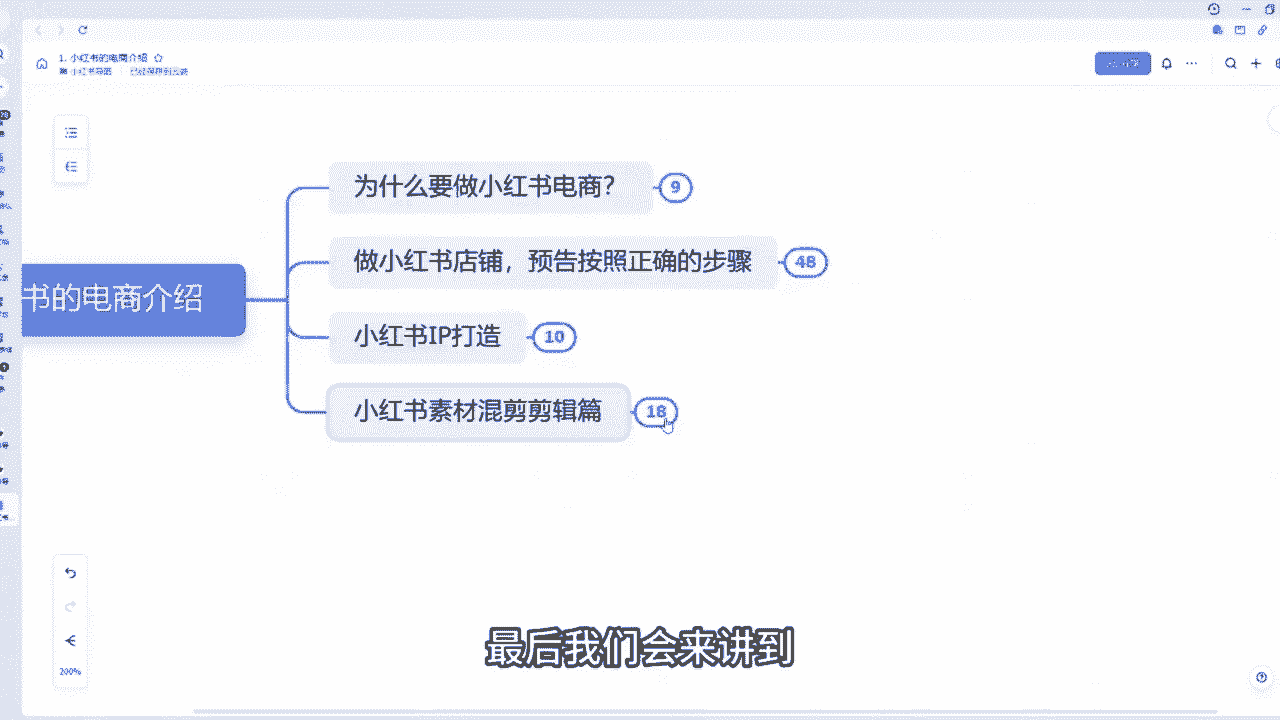 1. 小红书的电商介绍
为什么要做小红书电商？
9
做小红书店铺，预告按照正确的步骤
48
书的电商介绍
小红书IP打造
10
小红书素材混剪剪辑篇
18
最后我们会来讲到
200%